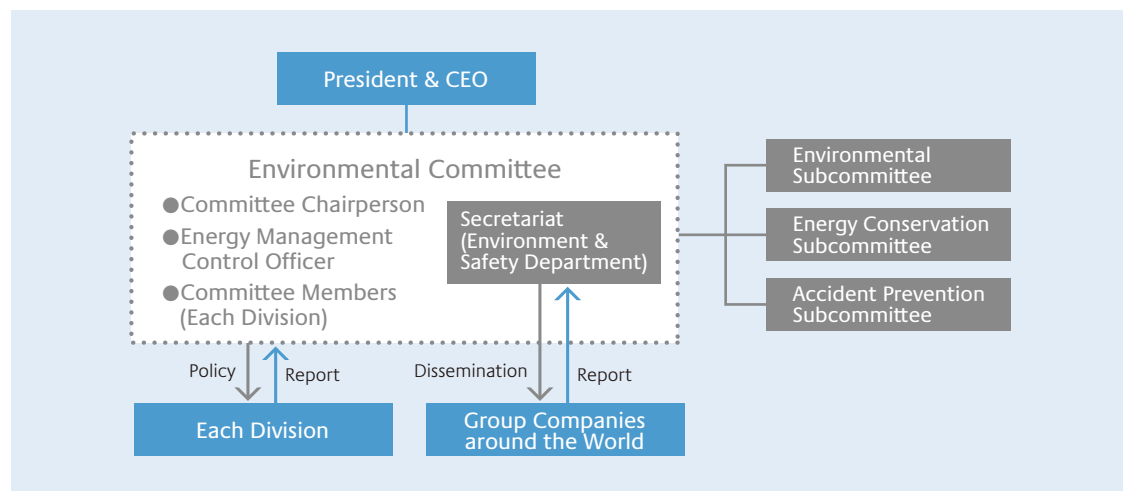 President & CEO
Environmental Committee
●Committee Chairperson
●Energy Management
Control Officer
●Committee Members
(Each Division)
Secretariat
(Environment &
Safety Department)
Environmental
Subcommittee
Energy Conservation
Subcommittee
Accident Prevention
Subcommittee
Policy
Report
Dissemination
Report
Each Division
Group Companies
around the World